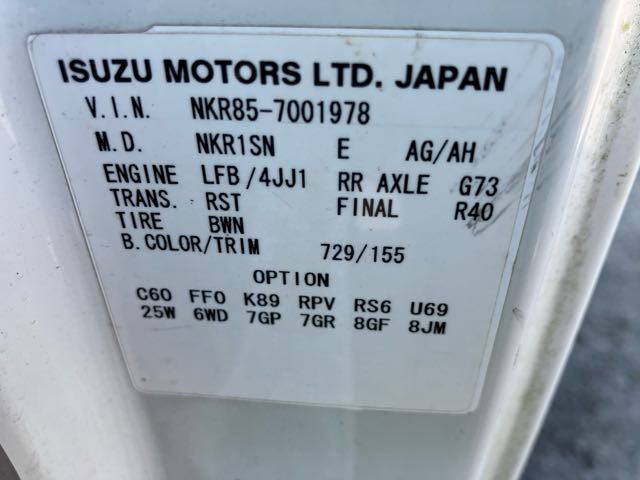 ISUZU MOTORS LTD. JAPAN
V.I.N. NKR85-7001978
M.D. NKR1SN E AG/AH
ENGINE LFB/4JJ1 RR AXLE G73
TRANS. RST FINAL R40
TIRE BWN
B.COLOR/TRIM 729/155
OPTION
C60 FF0 K89 RPV RS6 U69
25W 6WD 7GP 7GR 8GF 8JM